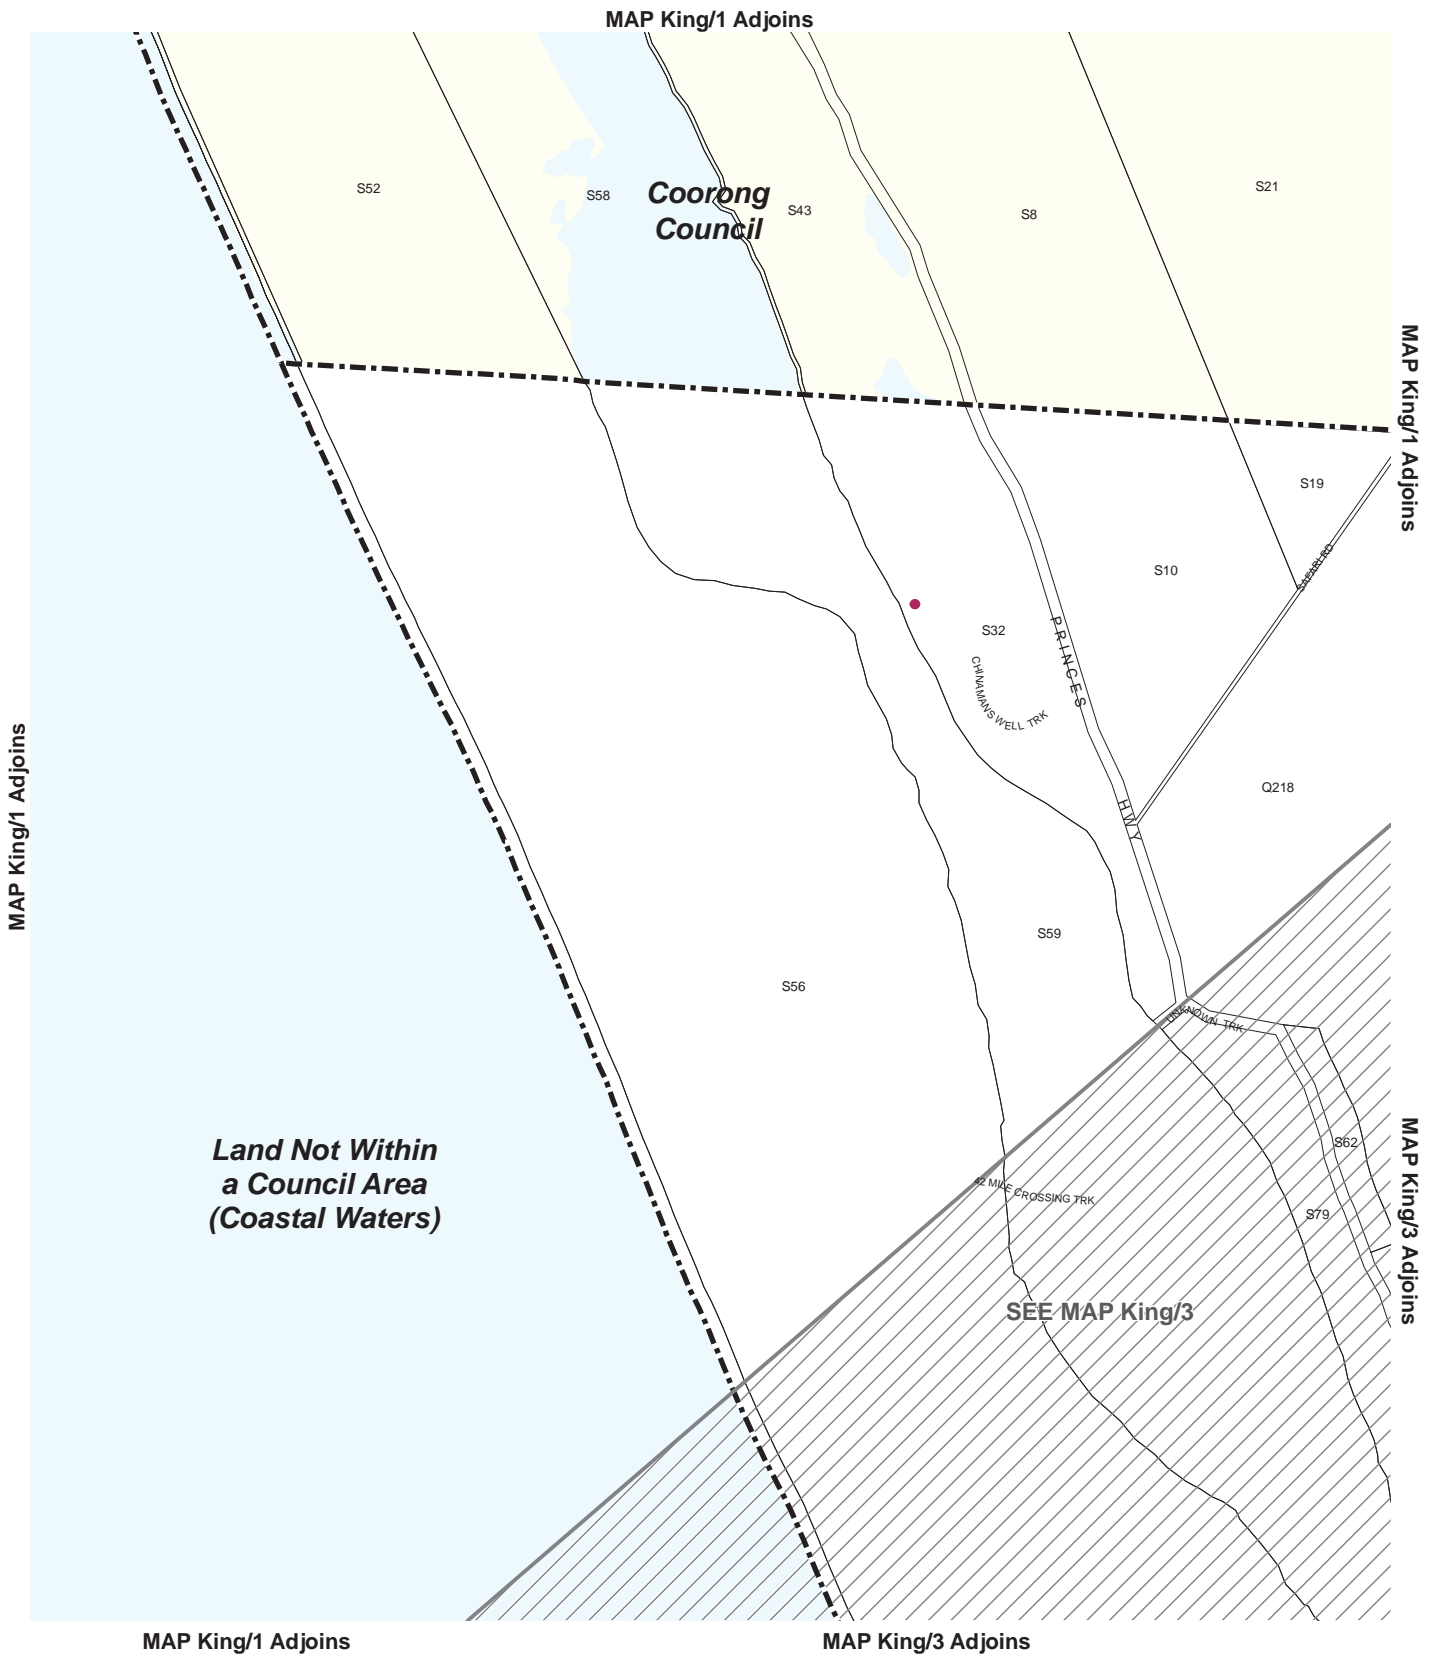 MAP King/1 Adjoins
S52
S58
Coorong
Council
S43
S8
S21
MAP King/1 Adjoins
S19
SAFARI RD
S10
S32
PRINCES
HWY
CHINAMANS WELL TRK
Q218
MAP King/1 Adjoins
S59
S56
UNKNOWN TRK
Land Not Within
a Council Area
(Coastal Waters)
S62
42 MILE CROSSING TRK
S79
MAP King/3 Adjoins
SEE MAP King/3
MAP King/1 Adjoins
MAP King/3 Adjoins